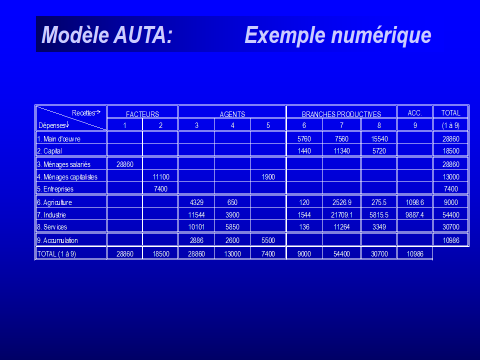 Modèle AUTA: Exemple numérique
Recettes FACTEURS AGENTS BRANCHES PRODUCTIVES ACC. TOTAL
Dépenses 1 2 3 4 5 6 7 8 9 (1 à 9)
1. Main d'œuvre 5760 7560 15540 28860
2. Capital 1440 11340 5720 18500
3. Ménages salariés 28860 28860
4. Ménages capitalistes 11100 1900 13000
5. Entreprises 7400 7400
6. Agriculture 4329 650 120 2526.9 275.5 1098.6 9000
7. Industrie 11544 3900 1544 21709.1 5815.5 9887.4 54400
8. Services 10101 5850 136 11264 3349 30700
9. Accumulation 2886 2600 5500 10986
TOTAL (1 à 9) 28860 18500 28860 13000 7400 9000 54400 30700 10986